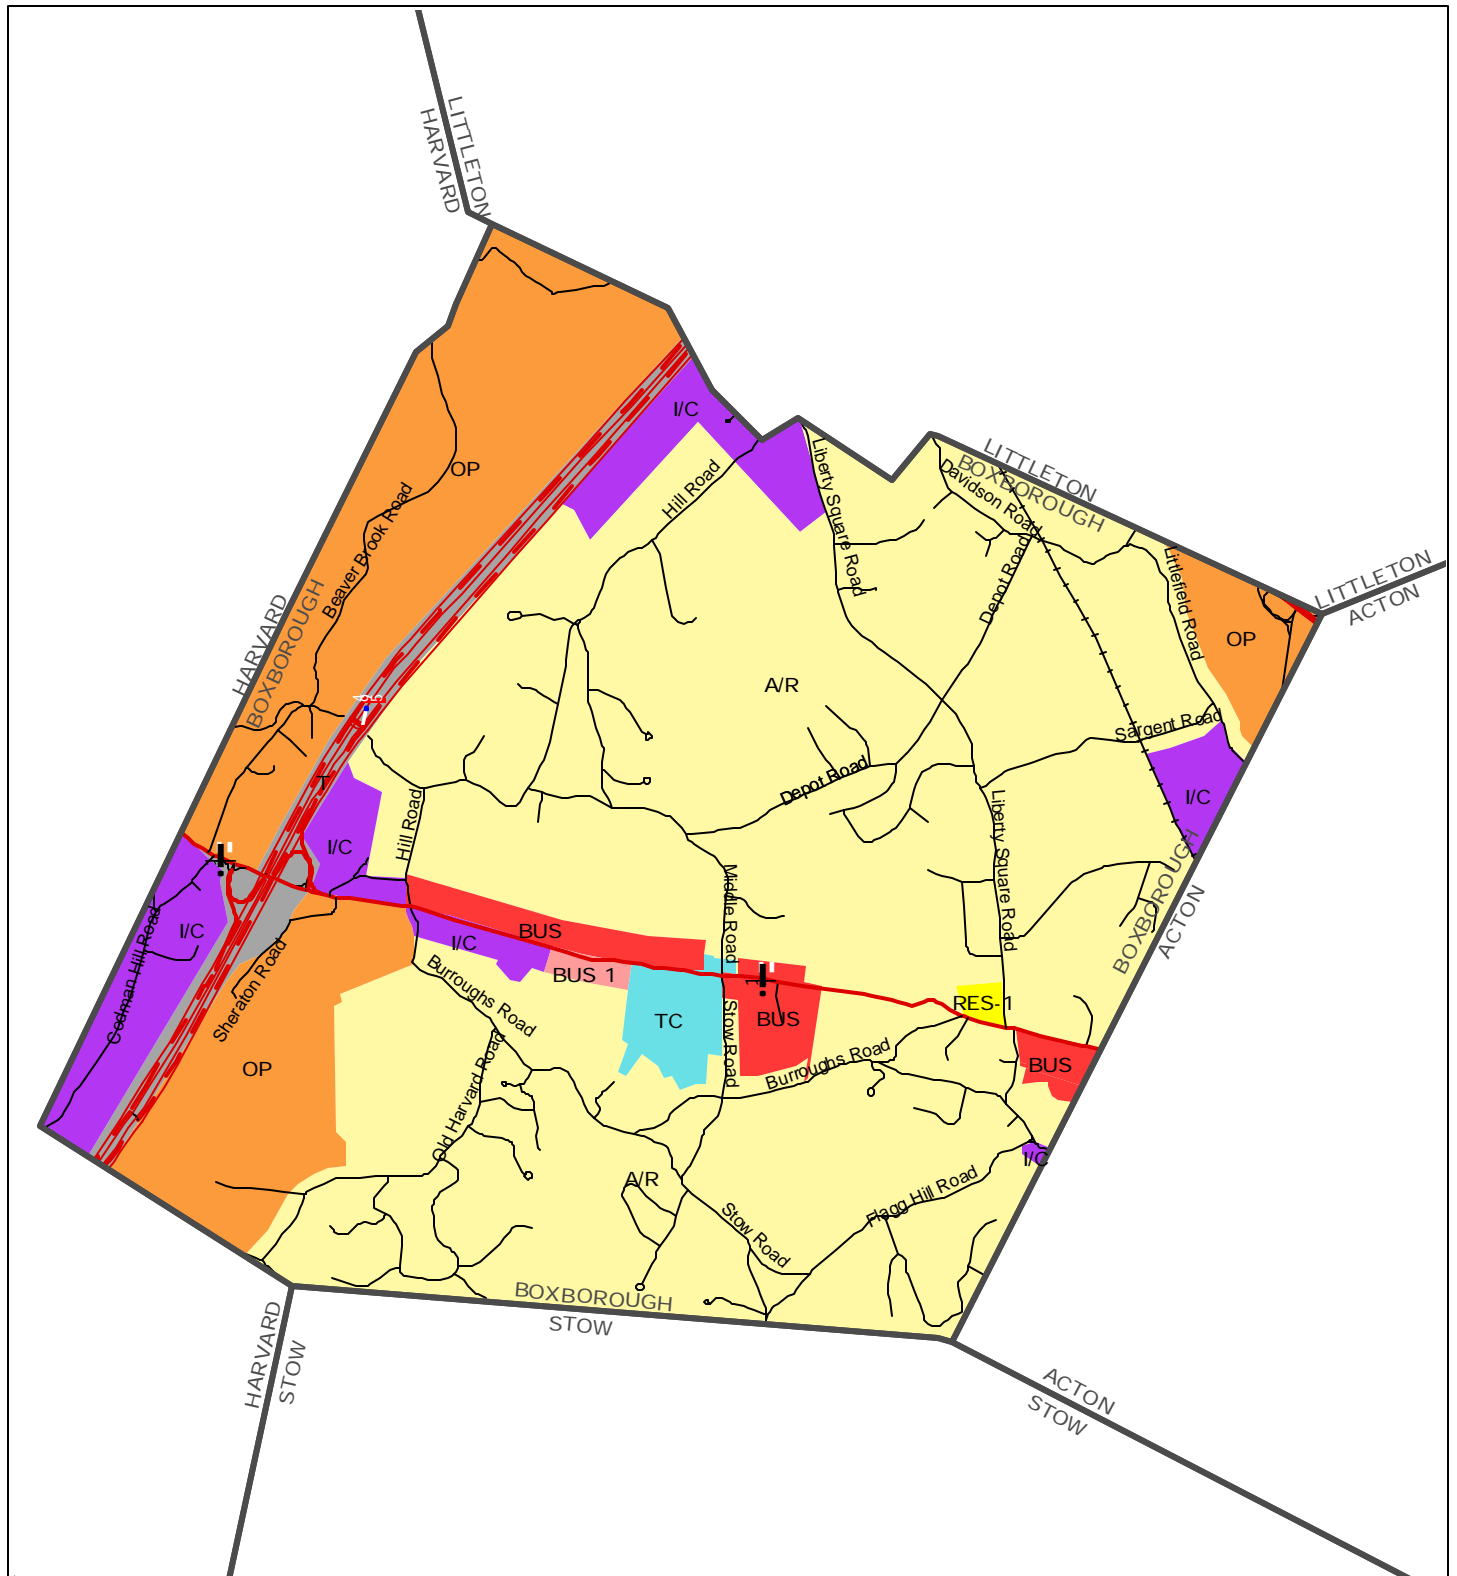 LITTLETON
HARVARD
I/C
OP
Hill Road
Liberty Square Road
LITTLETON
BOXBOROUGH
Davidson Road
Depot Road
Littlefield Road
LITTLETON
ACTON
Beaver Brook Road
HARVARD
BOXBOROUGH
OP
A/R
Sargent Road
T
Depot Road
I/C
Hill Road
I/C
Liberty Square Road
Middle Road
BOXBOROUGH
ACTON
I/C
Codman Hill Road
Sheraton Road
BUS
I/C
BUS 1
Burroughs Road
TC
Stow Road
BUS
RES-1
Burroughs Road
BUS
OP
Old Harvard Road
A/R
I/C
Flagg Hill Road
Stow Road
BOXBOROUGH
STOW
HARVARD
STOW
ACTON
STOW